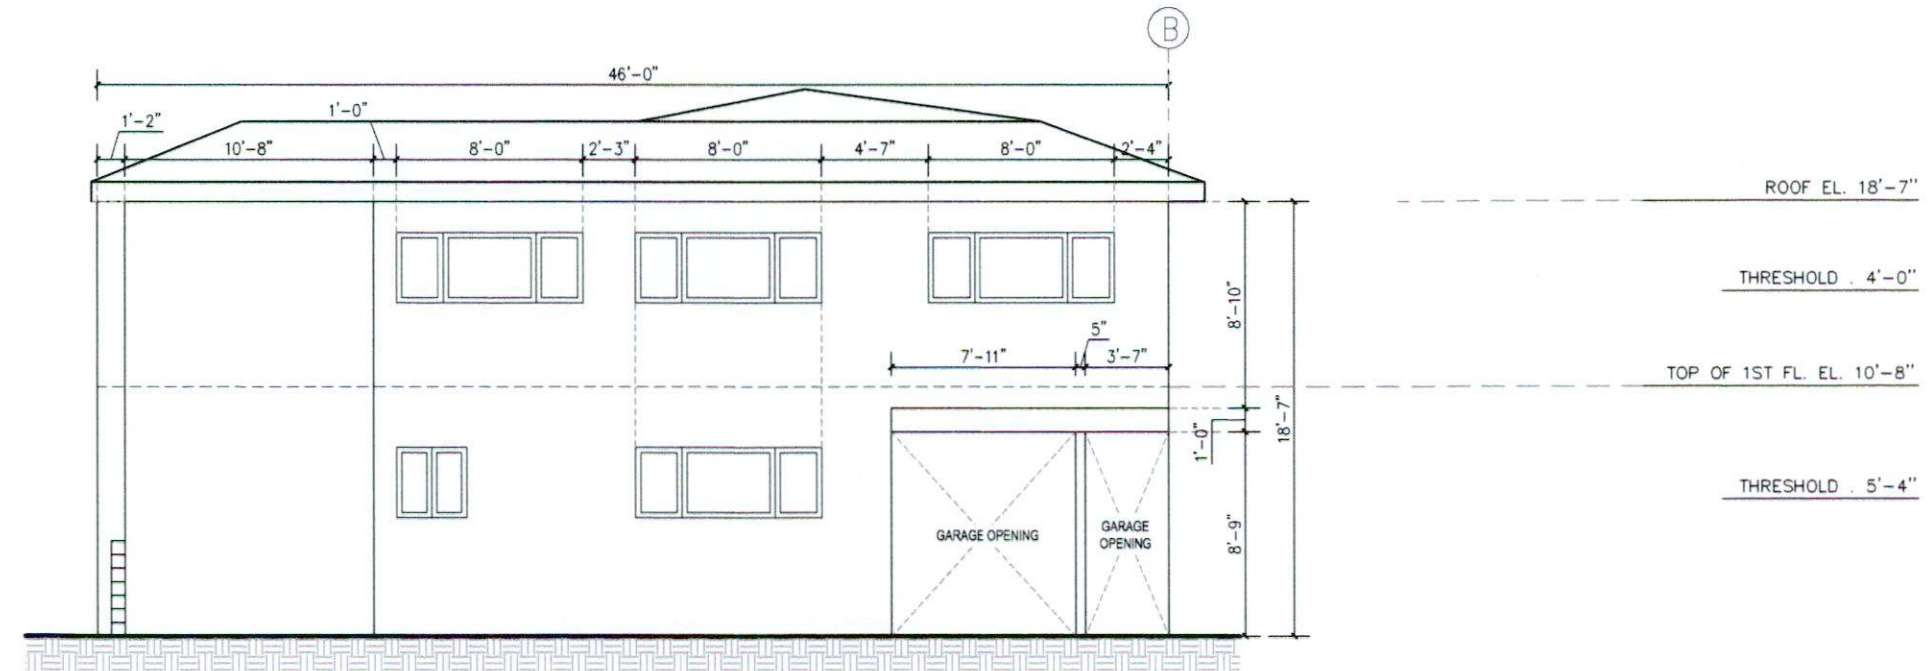 B
46'-0"
1'-2"
1'-0"
10'-8"
8'-0"
2'-3"
8'-0"
4'-7"
8'-0"
2'-4"
ROOF EL. 18'-7"
THRESHOLD . 4'-0"
8'-10"
5"
7'-11"
3'-7"
TOP OF 1ST FL. EL. 10'-8"
18'-7"
1'-0"
THRESHOLD . 5'-4"
8'-9"
GARAGE OPENING
GARAGE
OPENING